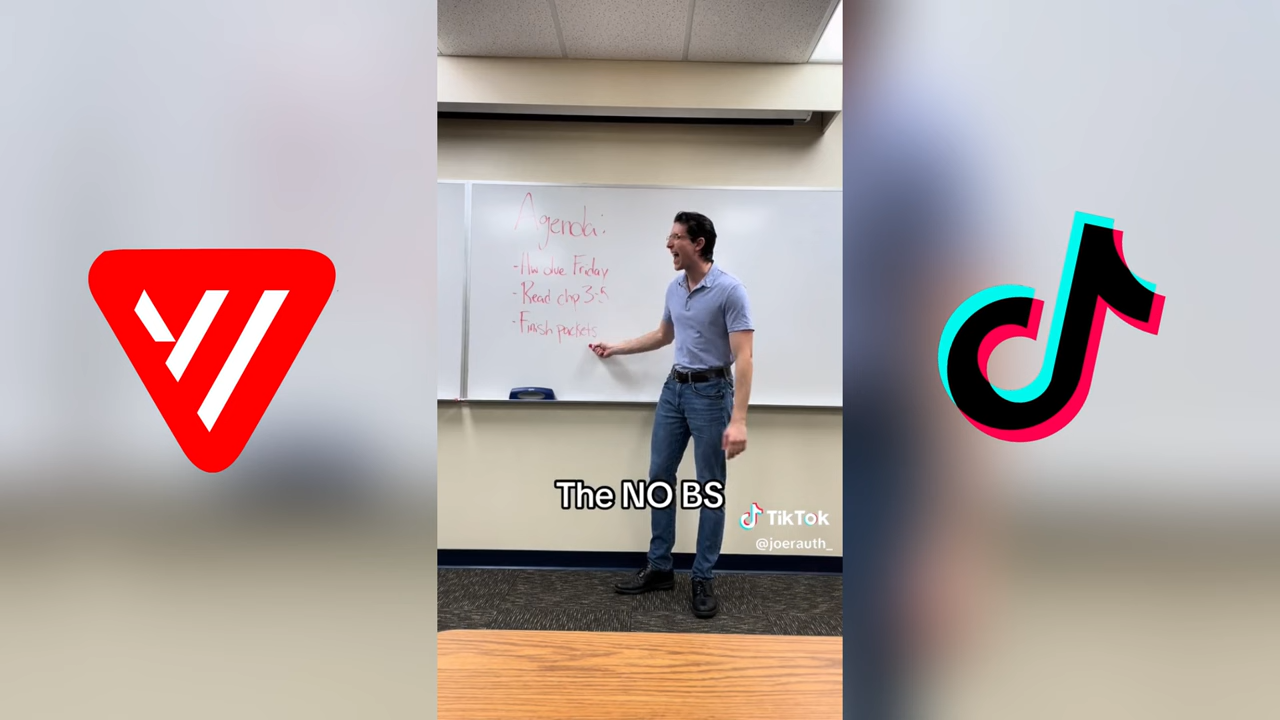 Agenda:
-Hw due Friday
-Read chp 3-5
-Finish packets
The NO BS
TikTok
@joerauth_